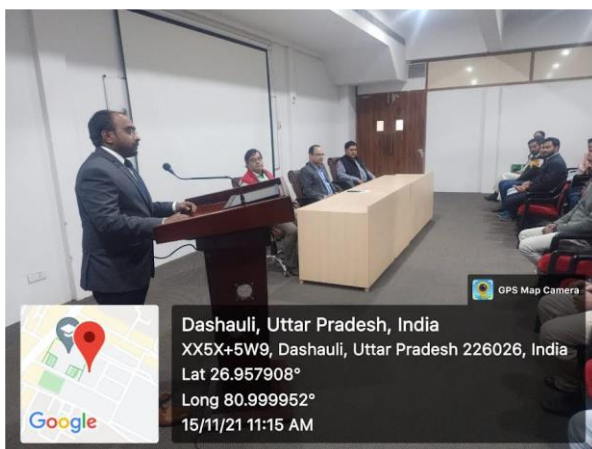 GPS Map Camera
Dashauli, Uttar Pradesh, India
XX5X+5W9, Dashauli, Uttar Pradesh 226026, India
Lat 26.957908°
Long 80.999952°
15/11/21 11:15 AM
Google